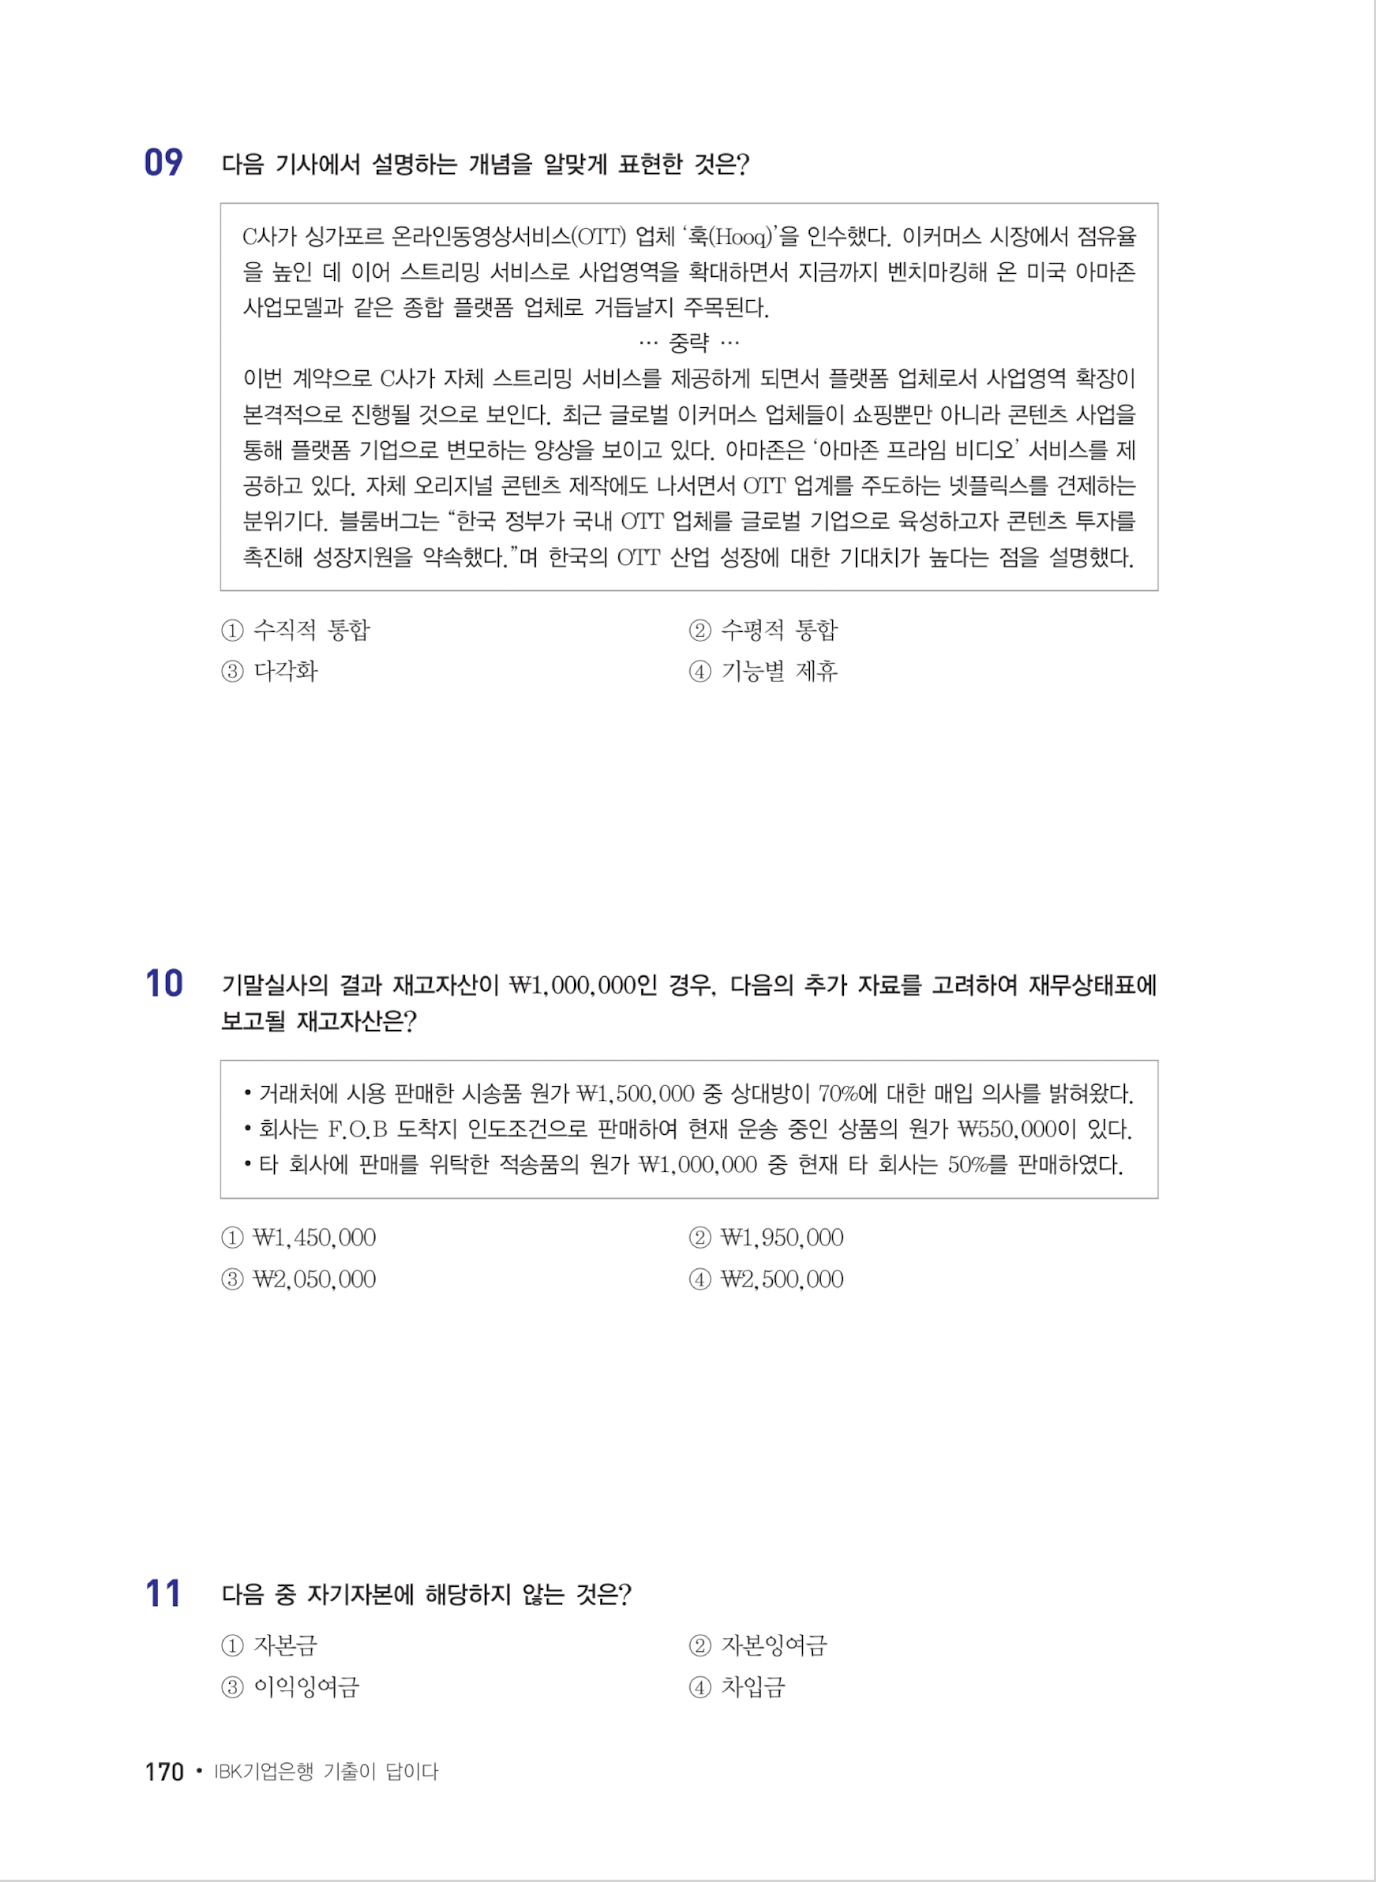 09 다음 기사에서 설명하는 개념을 알맞게 표현한 것은?
C사가 싱가포르 온라인동영상서비스(OTT) 업체 ‘훅(Hooq)’을 인수했다. 이커머스 시장에서 점유율
을 높인 데 이어 스트리밍 서비스로 사업영역을 확대하면서 지금까지 벤치마킹해 온 미국 아마존
사업모델과 같은 종합 플랫폼 업체로 거듭날지 주목된다.
… 중략 …
이번 계약으로 C사가 자체 스트리밍 서비스를 제공하게 되면서 플랫폼 업체로서 사업영역 확장이
본격적으로 진행될 것으로 보인다. 최근 글로벌 이커머스 업체들이 쇼핑뿐만 아니라 콘텐츠 사업을
통해 플랫폼 기업으로 변모하는 양상을 보이고 있다. 아마존은 ‘아마존 프라임 비디오’ 서비스를 제
공하고 있다. 자체 오리지널 콘텐츠 제작에도 나서면서 OTT 업계를 주도하는 넷플릭스를 견제하는
분위기다. 블룸버그는 “한국 정부가 국내 OTT 업체를 글로벌 기업으로 육성하고자 콘텐츠 투자를
촉진해 성장지원을 약속했다.”며 한국의 OTT 산업 성장에 대한 기대치가 높다는 점을 설명했다.
① 수직적 통합 ② 수평적 통합
③ 다각화 ④ 기능별 제휴
10 기말실사의 결과 재고자산이 ₩1,000,000인 경우, 다음의 추가 자료를 고려하여 재무상태표에
보고될 재고자산은?
• 거래처에 시용 판매한 시송품 원가 ₩1,500,000 중 상대방이 70%에 대한 매입 의사를 밝혀왔다.
• 회사는 F.O.B 도착지 인도조건으로 판매하여 현재 운송 중인 상품의 원가 ₩550,000이 있다.
• 타 회사에 판매를 위탁한 적송품의 원가 ₩1,000,000 중 현재 타 회사는 50%를 판매하였다.
① ₩1,450,000 ② ₩1,950,000
③ ₩2,050,000 ④ ₩2,500,000
11 다음 중 자기자본에 해당하지 않는 것은?
① 자본금 ② 자본잉여금
③ 이익잉여금 ④ 차입금
170 • IBK기업은행 기출이 답이다